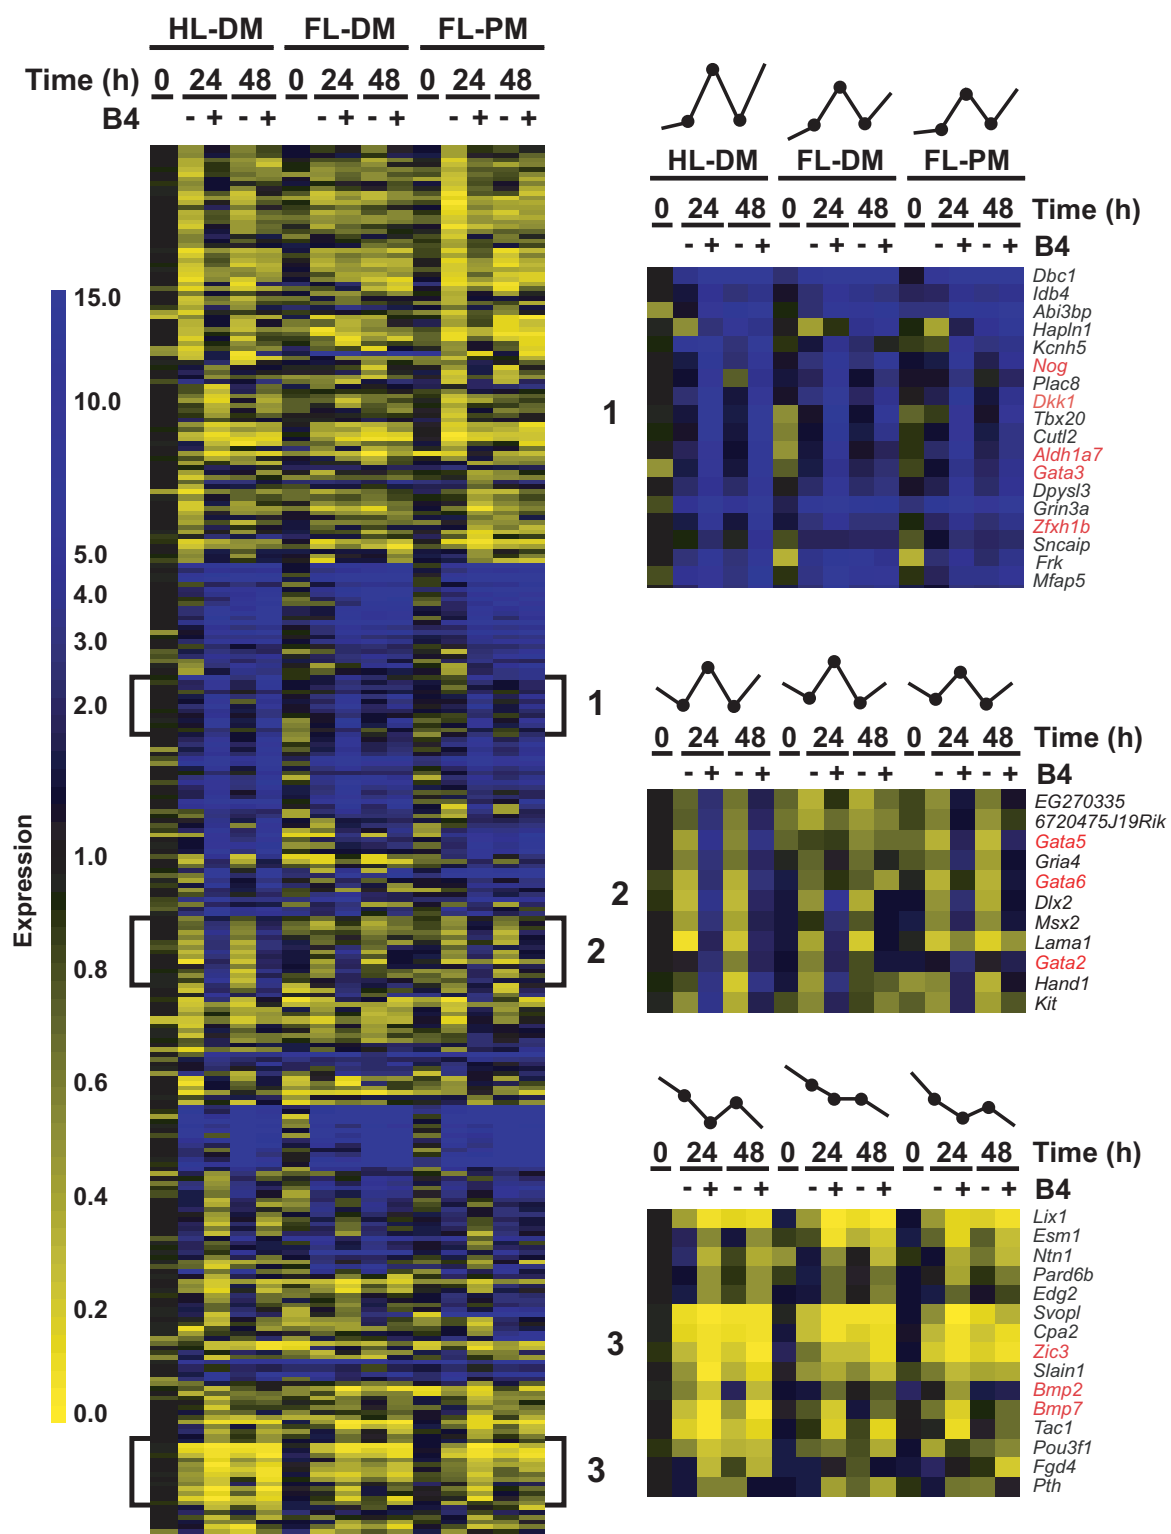 HL-DM FL-DM FL-PM
Time (h) 0 24 48 0 24 48 0 24 48
B4 - + - + - + - + - + - +
Expression
15.0
10.0
5.0
4.0
3.0
2.0
1.0
0.8
0.6
0.4
0.2
0.0
1
2
3
1
HL-DM FL-DM FL-PM
0 24 48 0 24 48 0 24 48 Time (h)
- + - + - + - + - + - + B4
Dbc1
Idb4
Abi3bp
Hapln1
Kcnh5
Nog
Plac8
Dkk1
Tbx20
Cutl2
Aldh1a7
Gata3
Dpysl3
Grin3a
Zfxh1b
Sncaip
Frk
Mfap5
2
0 24 48 0 24 48 0 24 48 Time (h)
- + - + - + - + - + - + B4
EG270335
6720475J19Rik
Gata5
Gria4
Gata6
Dlx2
Msx2
Lama1
Gata2
Hand1
Kit
3
0 24 48 0 24 48 0 24 48 Time (h)
- + - + - + - + - + - + B4
Lix1
Esm1
Ntn1
Pard6b
Edg2
Svopl
Cpa2
Zic3
Slain1
Bmp2
Bmp7
Tac1
Pou3f1
Fgd4
Pth